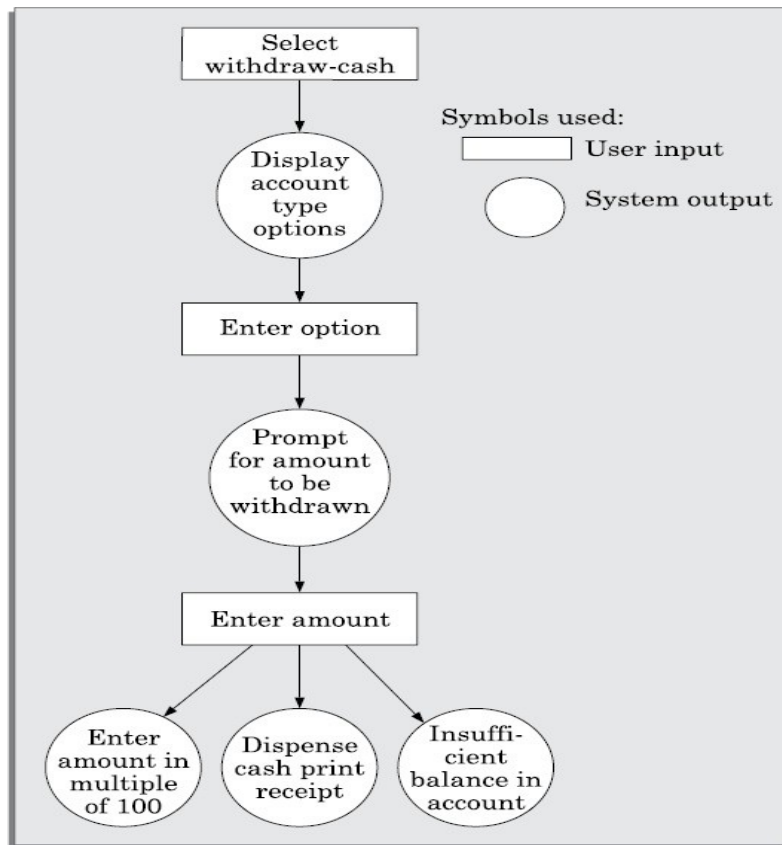 Select
withdraw-cash
Symbols used:
User input
System output
Display
account
type
options
Enter option
Prompt
for amount
to be
withdrawn
Enter amount
Enter
amount in
multiple
of 100
Dispense
cash print
receipt
Insuffi-
cient
balance in
account